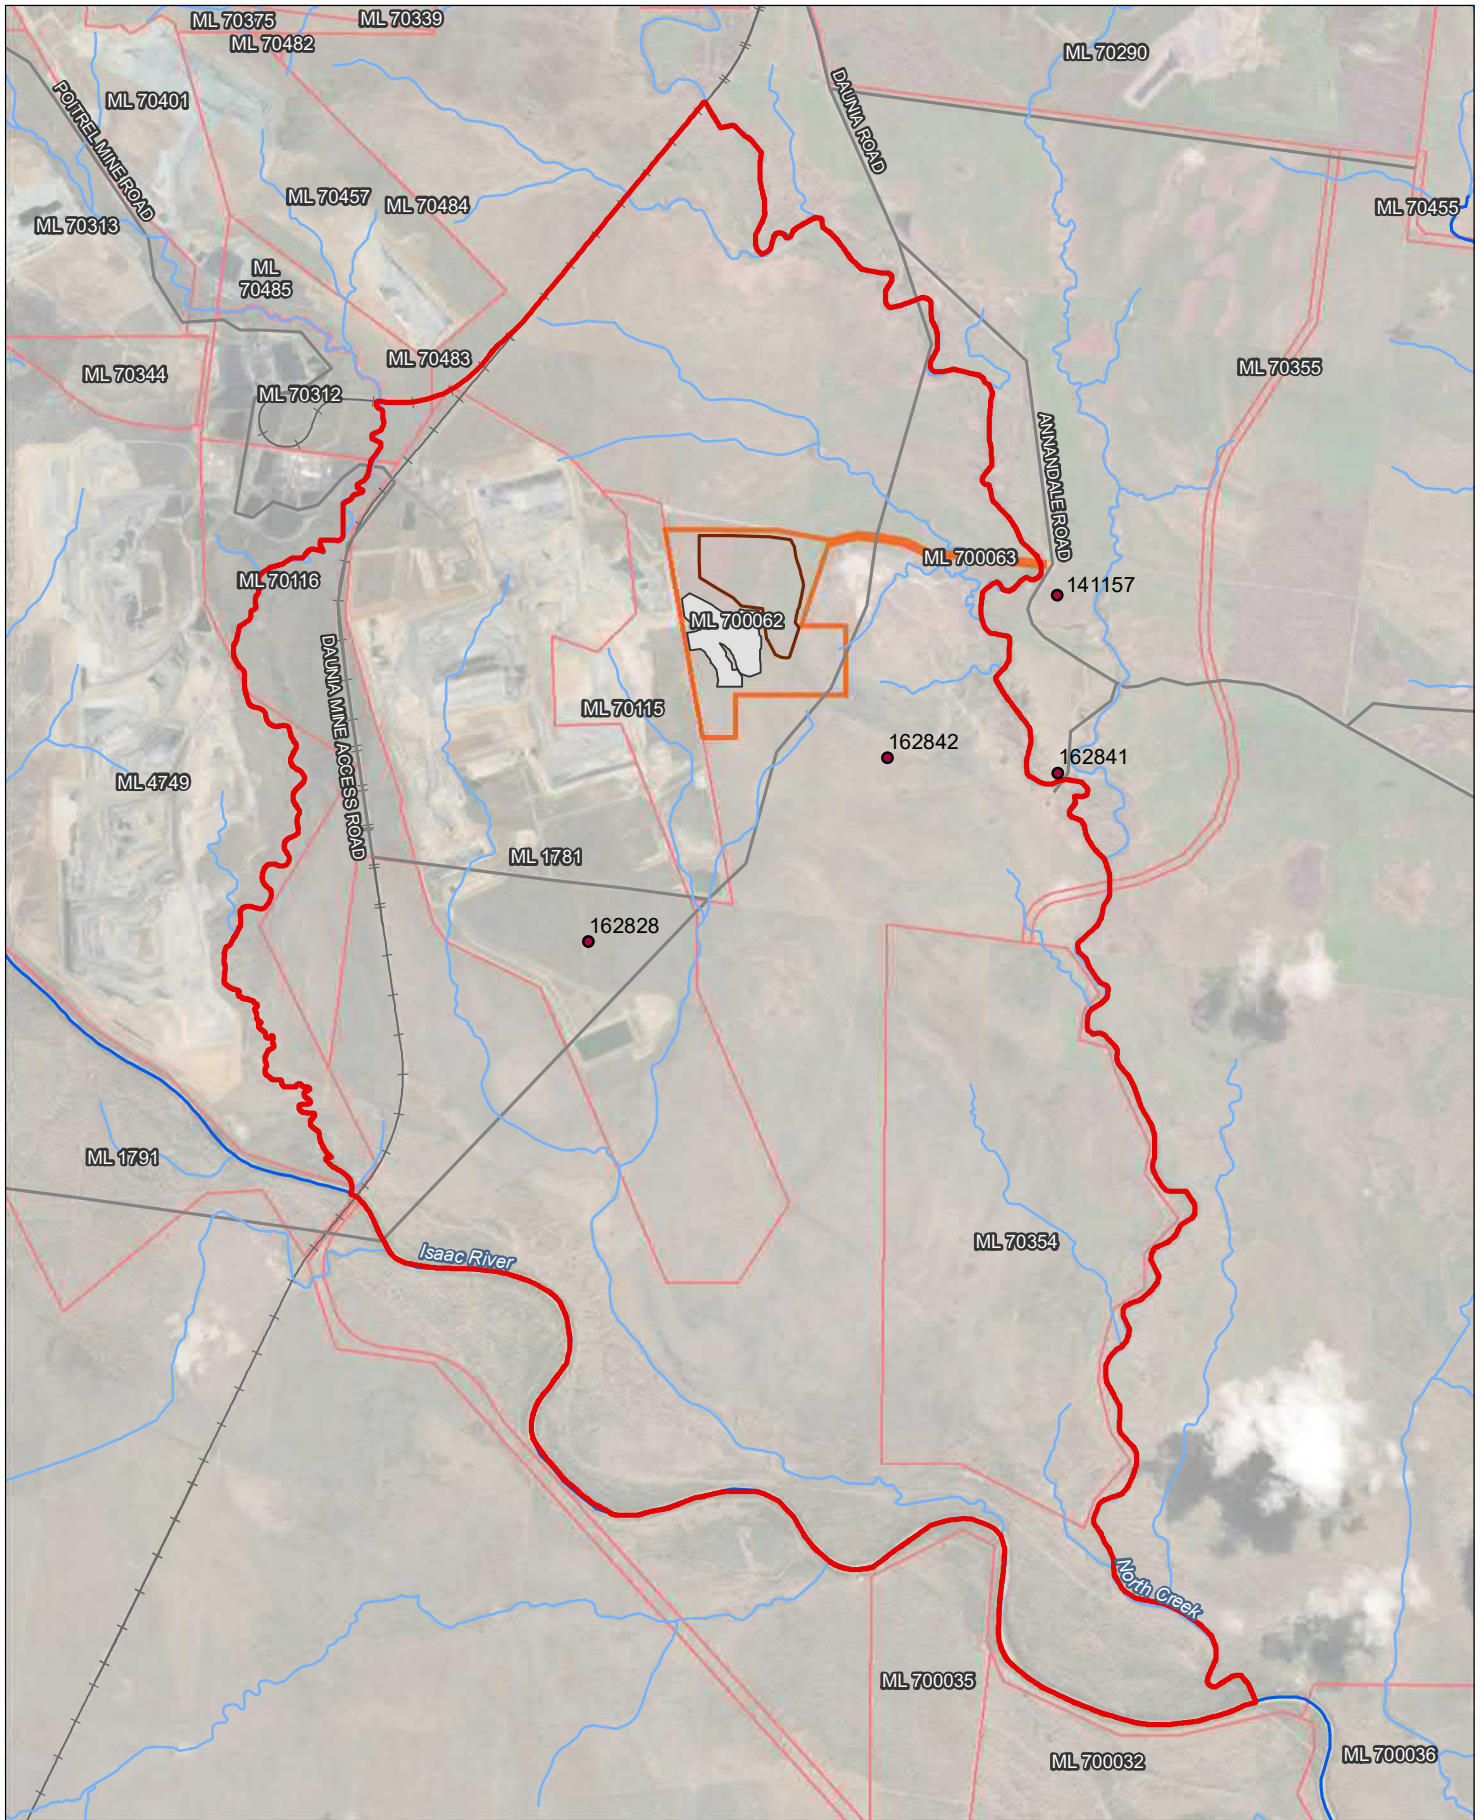 ML 70375
ML 70339
ML 70482
ML 70290
DAUNIA ROAD
POITREL MINE ROAD
ML 70401
ML 70457
ML 70484
ML 70455
ML 70313
ML
70485
ML 70483
ML 70355
ML 70344
ML 70312
ANNANDALE ROAD
ML 700063
ML 70116
141157
ML 700062
DAUNIA MINE ACCESS ROAD
ML 70115
162842
162841
ML 4749
ML 1781
162828
ML 1791
Isaac River
ML 70354
North Creek
ML 700035
ML 700032
ML 700036